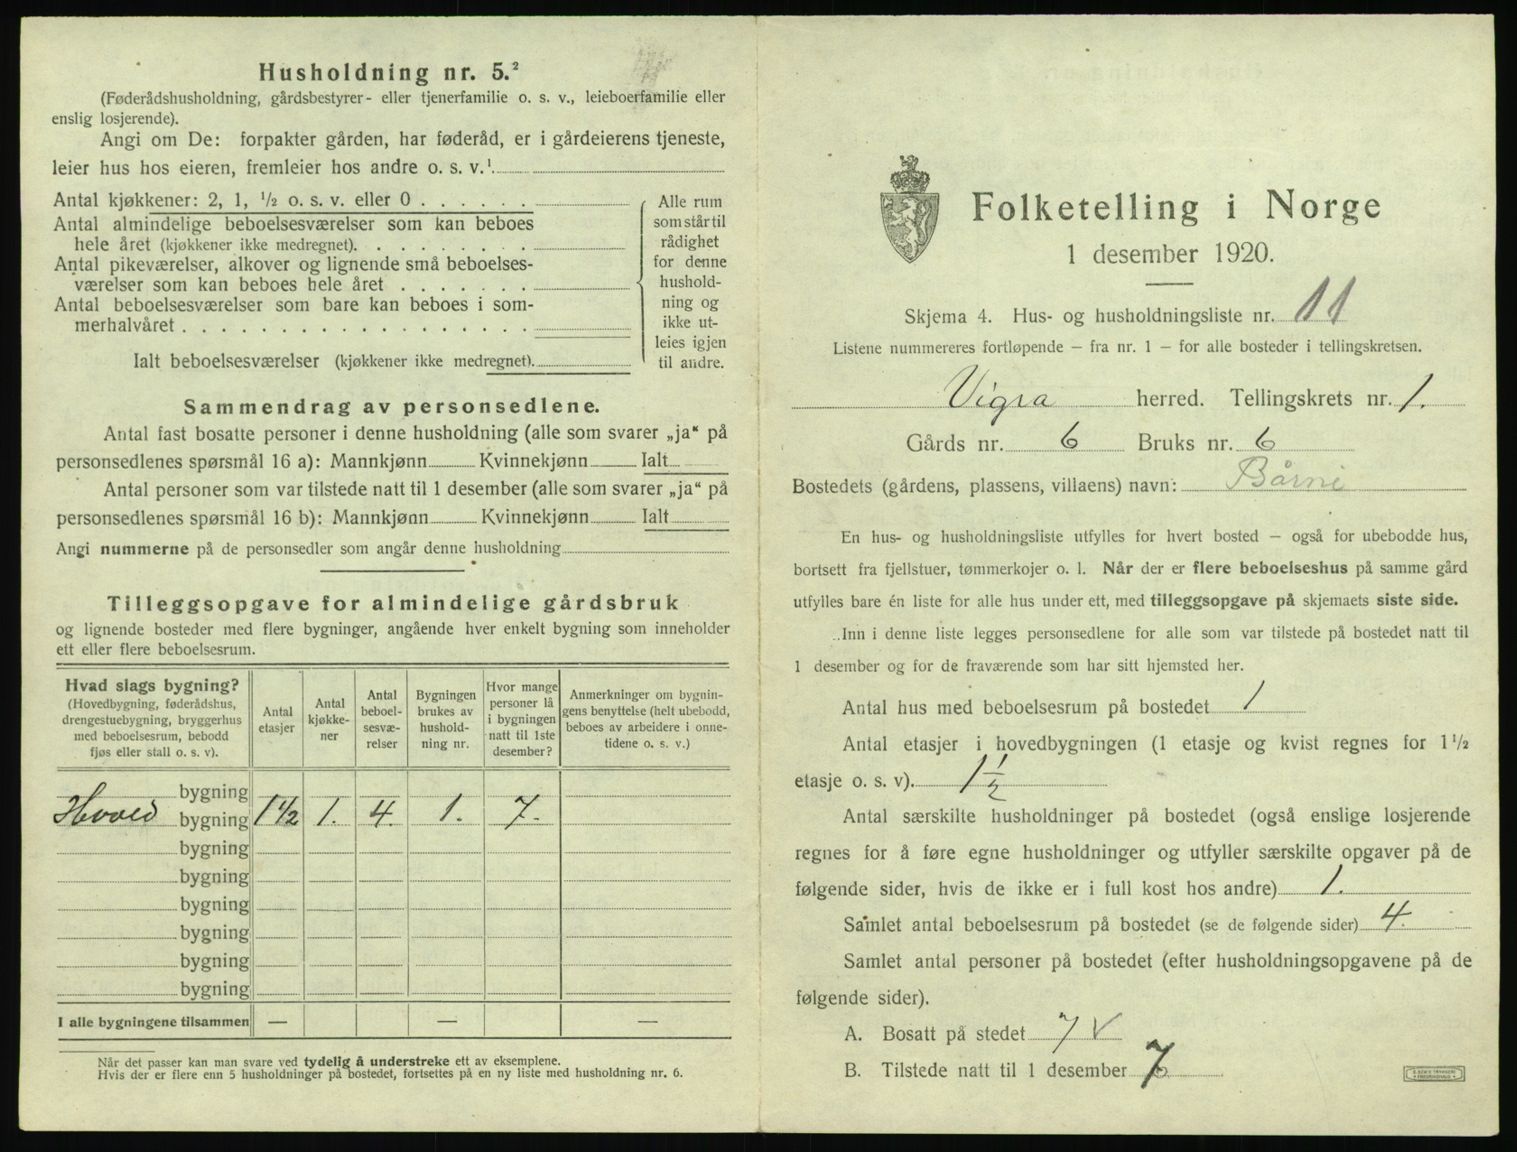 Husholdning nr. 5.²
(Føderådshusholdning, gårdsbestyrer- eller tjenerfamilie o. s. v., leieboerfamilie eller
enslig losjerende).
Angi om De: forpakter gården, har føderåd, er i gårdeierens tjeneste,
leier hus hos eieren, fremleier hos andre o. s. v.¹
Antal kjøkkener: 2, 1, ½ o. s. v. eller 0
Antal almindelige beboelsesværelser som kan beboes
hele året (kjøkkener ikke medregnet).
Antal pikeværelser, alkover og lignende små beboelses-
værelser som kan beboes hele året
Antal beboelsesværelser som bare kan beboes i som-
merhalvåret
Ialt beboelsesværelser (kjøkkener ikke medregnet).
Alle rum
som står til
rådighet
for denne
hushold-
ning og
ikke ut-
leies igjen
til andre.
Sammendrag av personsedlene.
Antal fast bosatte personer i denne husholdning (alle som svarer „ja“ på
personsedlenes spørsmål 16 a): Mannkjønn Kvinnekjønn Ialt
Antal personer som var tilstede natt til 1 desember (alle som svarer „ja“ på
personsedlenes spørsmål 16 b): Mannkjønn Kvinnekjønn Ialt
Angi nummerne på de personsedler som angår denne husholdning
Tilleggsopgave for almindelige gårdsbruk
og lignende bosteder med flere bygninger, angående hver enkelt bygning som inneholder
ett eller flere beboelsesrum.
Hvad slags bygning?
(Hovedbygning, føderådshus,
drengestuebygning, bryggerhus
med beboelsesrum, bebodd
fjøs eller stall o. s. v).
Antal
etasjer
Antal
kjøkke-
ner
Antal
beboel-
sesvæ-
relser
Bygningen
brukes av
hushold-
ning nr.
Hvor mange
personer lå
i bygningen
natt til 1ste
desember?
Anmerkninger om bygnin-
gens benyttelse (helt ubebodd,
beboes av arbeidere i onne-
tidene o. s. v.)
bygning
Hoved bygning 1½ 1. 4. 1. 7.
bygning
bygning
bygning
bygning
bygning
bygning
I alle bygningene tilsammen — — —
Når det passer kan man svare ved tydelig å understreke ett av eksemplene.
Hvis der er flere enn 5 husholdninger på bostedet, fortsettes på en ny liste med husholdning nr. 6.
Folketelling i Norge
1 desember 1920.
Skjema 4. Hus- og husholdningsliste nr. 11
Listene nummereres fortløpende — fra nr. 1 — for alle bosteder i tellingskretsen.
Vigra herred. Tellingskrets nr. 1.
Gårds nr. 6 Bruks nr. 6
Bostedets (gårdens, plassens, villaens) navn: Bårni
En hus- og husholdningsliste utfylles for hvert bosted — også for ubebodde hus,
bortsett fra fjellstuer, tømmerkojer o. l. Når der er flere beboelseshus på samme gård
utfylles bare én liste for alle hus under ett, med tilleggsopgave på skjemaets siste side.
Inn i denne liste legges personsedlene for alle som var tilstede på bostedet natt til
1 desember og for de fraværende som har sitt hjemsted her.
Antal hus med beboelsesrum på bostedet 1
Antal etasjer i hovedbygningen (1 etasje og kvist regnes for 1½
etasje o. s. v). 1½
Antal særskilte husholdninger på bostedet (også enslige losjerende
regnes for å føre egne husholdninger og utfyller særskilte opgaver på de
følgende sider, hvis de ikke er i full kost hos andre) 1.
Samlet antal beboelsesrum på bostedet (se de følgende sider) 4.
Samlet antal personer på bostedet (efter husholdningsopgavene på de
følgende sider).
A. Bosatt på stedet 7 V
B. Tilstede natt til 1 desember 7